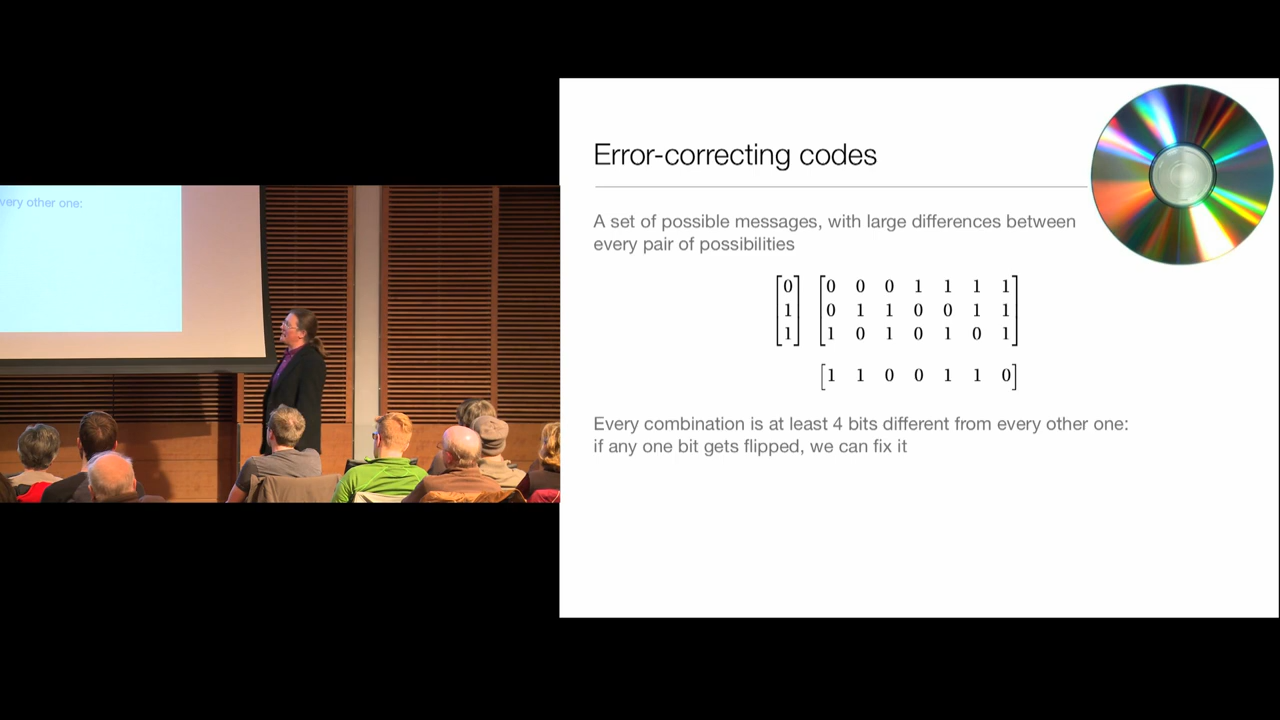 very other one:
Error-correcting codes
A set of possible messages, with large differences between
every pair of possibilities
[0 [0 0 0 1 1 1 1
1 0 1 1 0 0 1 1
1] 1 0 1 0 1 0 1]
[1 1 0 0 1 1 0]
Every combination is at least 4 bits different from every other one:
if any one bit gets flipped, we can fix it